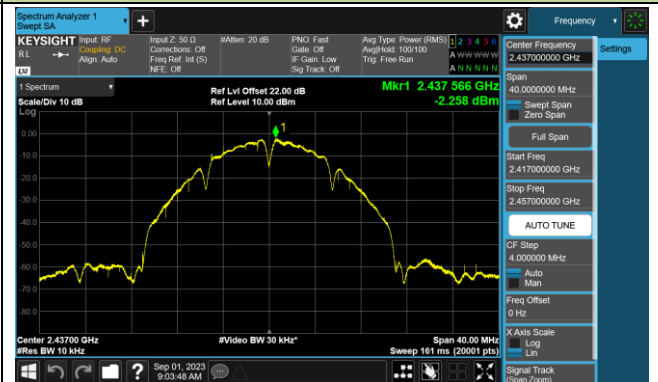 Spectrum Analyzer 1
Swept SA
+
Frequency
KEYSIGHT
RL
LNI
Input: RF
Coupling: DC
Align: Auto
Input Z: 50 Ω
Corrections: Off
Freq Ref: Int (S)
NFE: Off
#Atten: 20 dB
PNO: Fast
Gate: Off
IF Gain: Low
Sig Track: Off
Avg Type: Power (RMS)
Avg|Hold: 100/100
Trig: Free Run
1 2 3 4 5 6
A W W W W W
A N N N N N
1 Spectrum
Scale/Div 10 dB
Log
Ref Lvl Offset 22.00 dB
Ref Level 10.00 dBm
Mkr1 2.437 566 GHz
-2.258 dBm
1
0.00
-10.0
-20.0
-30.0
-40.0
-50.0
-60.0
-70.0
-80.0
Center 2.43700 GHz
#Res BW 10 kHz
#Video BW 30 kHz*
Span 40.00 MHz
Sweep 161 ms (20001 pts)
Sep 01, 2023
9:03:48 AM
?
Center Frequency
2.437000000 GHz
Span
40.0000000 MHz
Swept Span
Zero Span
Full Span
Start Freq
2.417000000 GHz
Stop Freq
2.457000000 GHz
AUTO TUNE
CF Step
4.000000 MHz
Auto
Man
Freq Offset
0 Hz
X Axis Scale
Log
Lin
Signal Track
(Span Zoom)
Settings